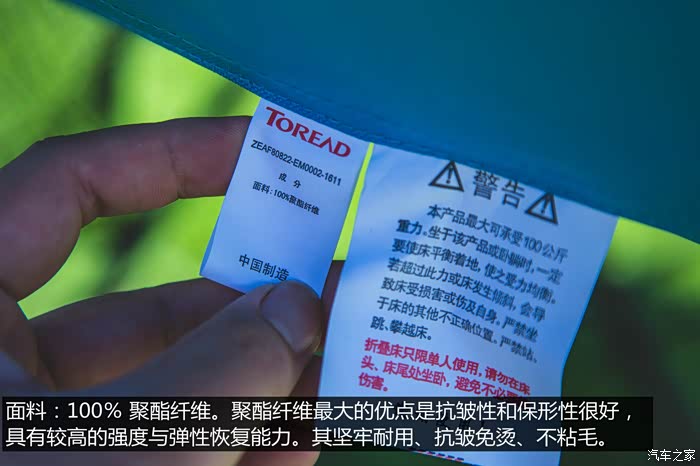 TOREAD
ZEAF80822-EM0002-1611
成 分
面料:100%聚酯纤维
中国制造
警告
本产品最大可承受100公斤
重力。坐于该产品或卧躺时,一定
要使床平衡着地,使之受力均衡。
若超过此力或床发生倾斜,会导
致床受损害或伤及自身。严禁坐
于床的其他不正确位置。严禁站、
跳、攀越床。
折叠床只限单人使用,请勿在床
头、床尾处坐卧,避免不必要
伤害。
面料:100% 聚酯纤维。聚酯纤维最大的优点是抗皱性和保形性很好,
具有较高的强度与弹性恢复能力。其坚牢耐用、抗皱免烫、不粘毛。
汽车之家